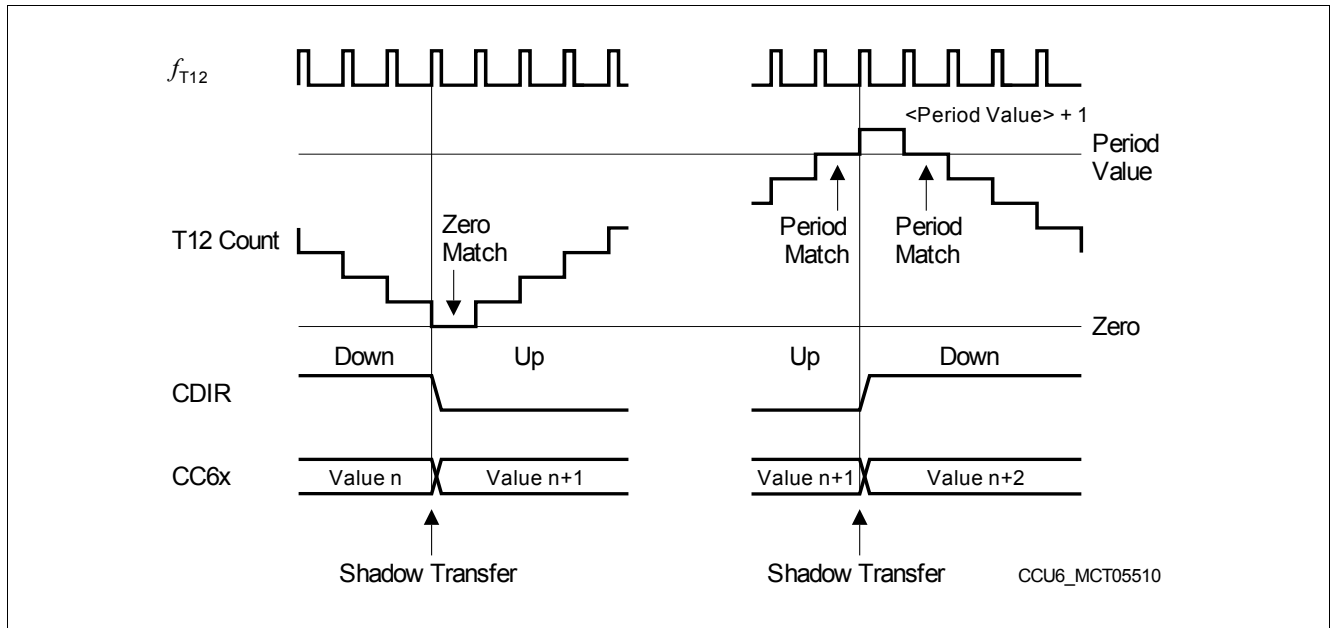 fT12
<Period Value> + 1
Period
Value
Zero
Match
Period
Match
Period
Match
T12 Count
Zero
Down
Up
Up
Down
CDIR
CC6x
Value n
Value n+1
Value n+1
Value n+2
Shadow Transfer
Shadow Transfer
CCU6_MCT05510